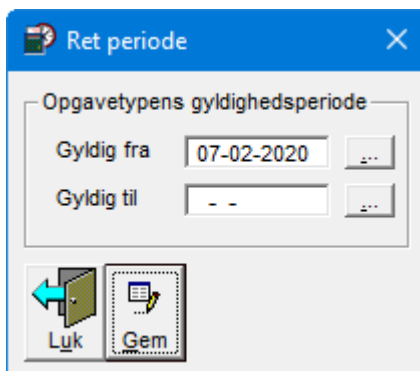 Ret periode
Opgavetypens gyldighedsperiode
Gyldig fra 07-02-2020 ...
Gyldig til - - ...
Luk Gem